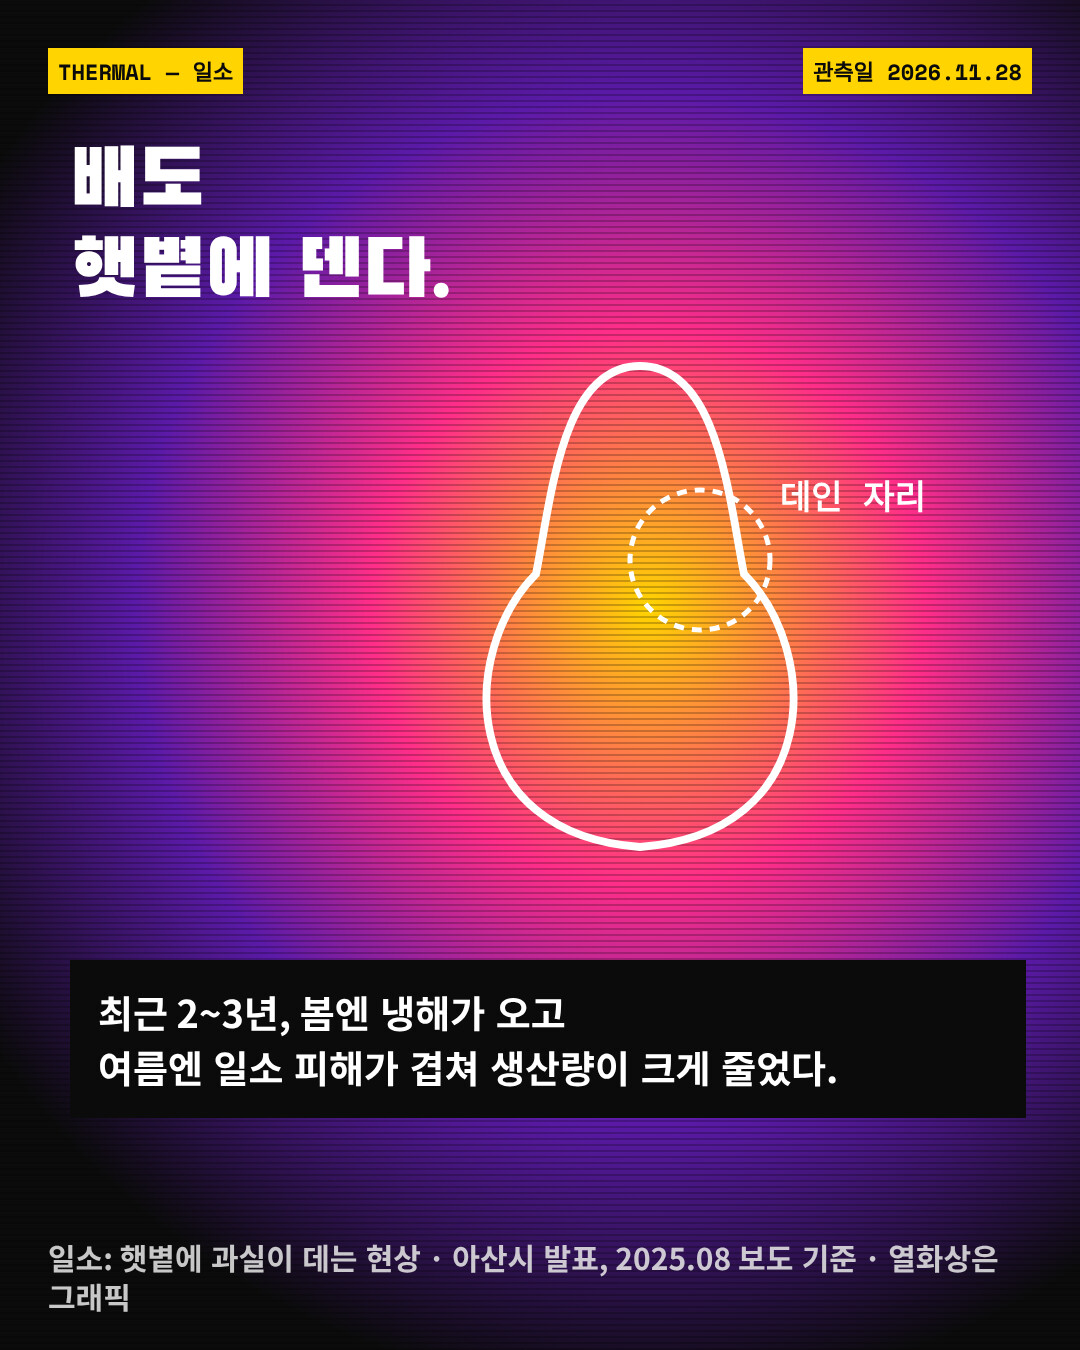 THERMAL — 일소
관측일 2026.11.28
배도
햇볕에 덴다.
데인 자리
최근 2~3년, 봄엔 냉해가 오고
여름엔 일소 피해가 겹쳐 생산량이 크게 줄었다.
일소: 햇볕에 과실이 데는 현상 · 아산시 발표, 2025.08 보도 기준 · 열화상은
그래픽